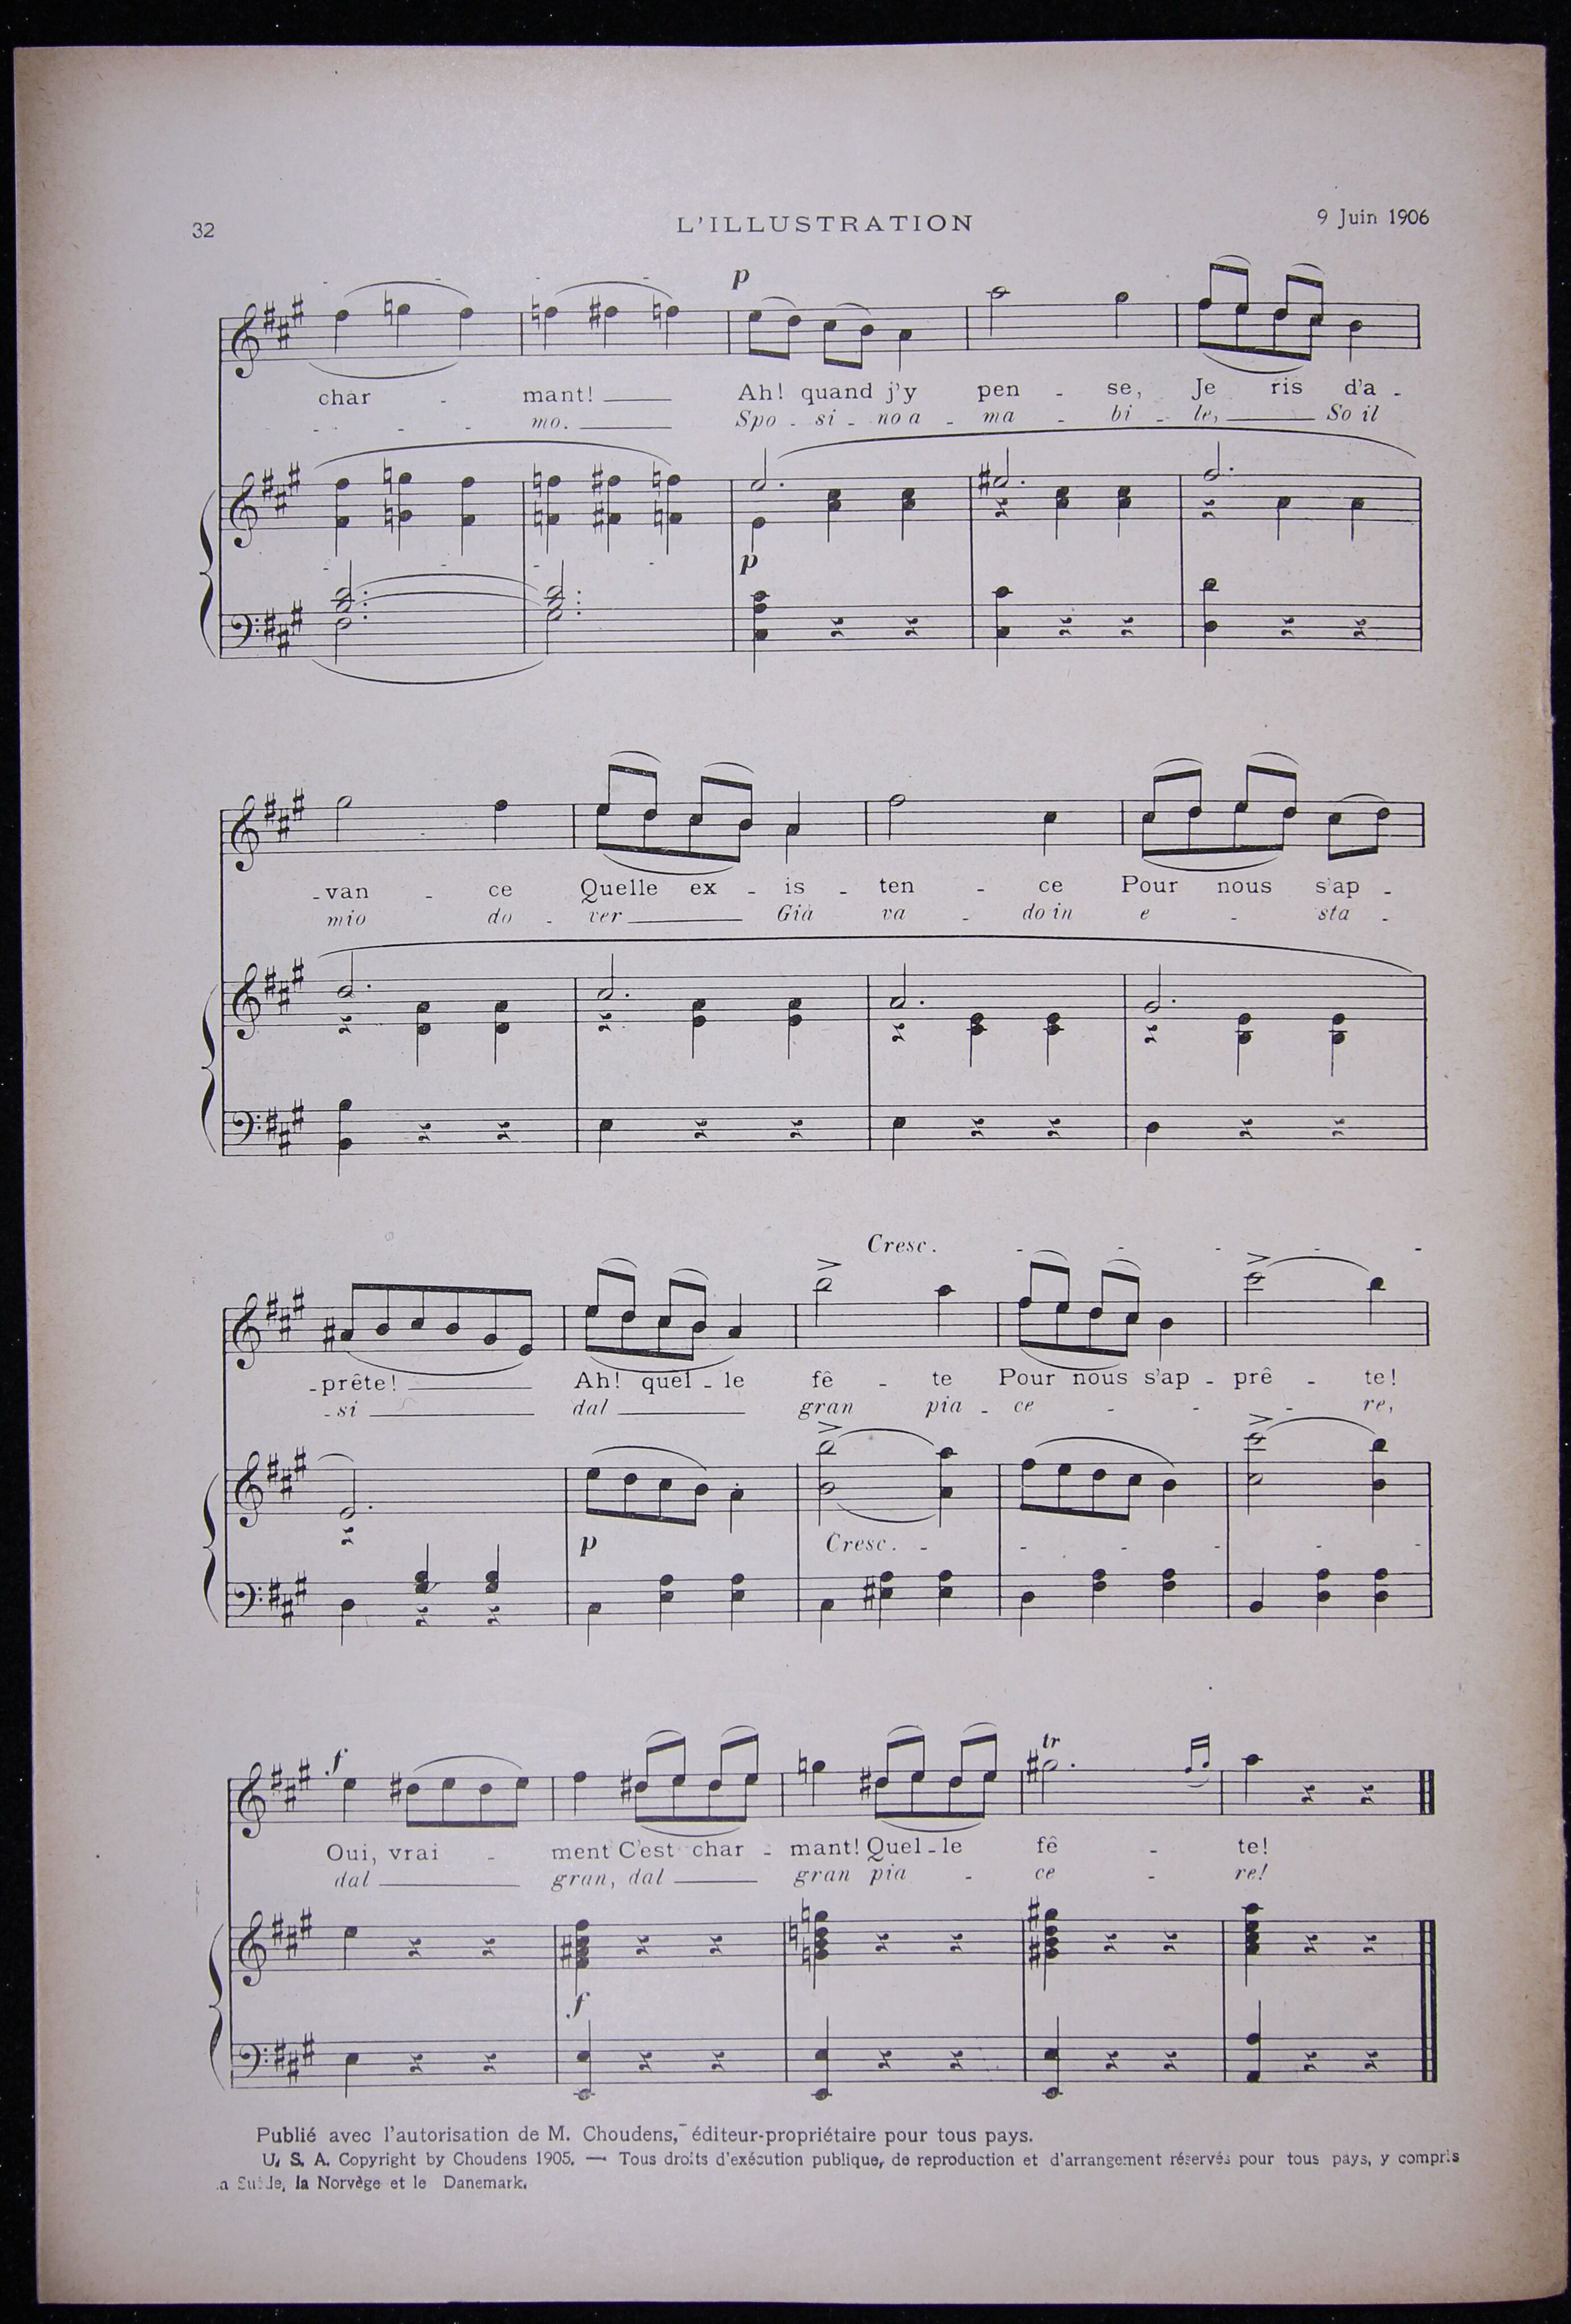 32 L'ILLUSTRATION 9 Juin 1906
p
char - mant! Ah! quand j'y pen - se, Je ris d'a -
mo. Spo - si - no a - ma - bi - le, So il
p
-van - ce Quelle ex - is - ten - ce Pour nous s'ap -
mio do - ver Già va - do in e - sta -
Cresc.
-prête! Ah! quel - le fê - te Pour nous s'ap - prê - te!
-si dal gran pia - ce - re,
p Cresc.
f tr
Oui, vrai - ment C'est char - mant! Quel - le fê - te!
dal gran, dal gran pia - ce - re!
f
Publié avec l'autorisation de M. Choudens, éditeur-propriétaire pour tous pays.
U. S. A. Copyright by Choudens 1905. — Tous droits d'exécution publique, de reproduction et d'arrangement réservés pour tous pays, y compris
la Suède, la Norvège et le Danemark.